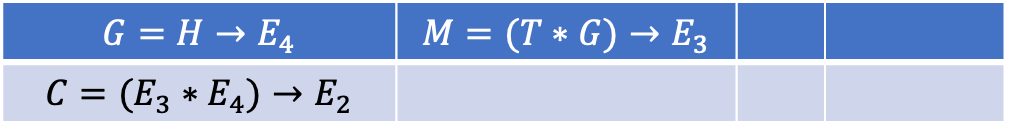 G = H → E₄ M = (T * G) → E₃
C = (E₃ * E₄) → E₂